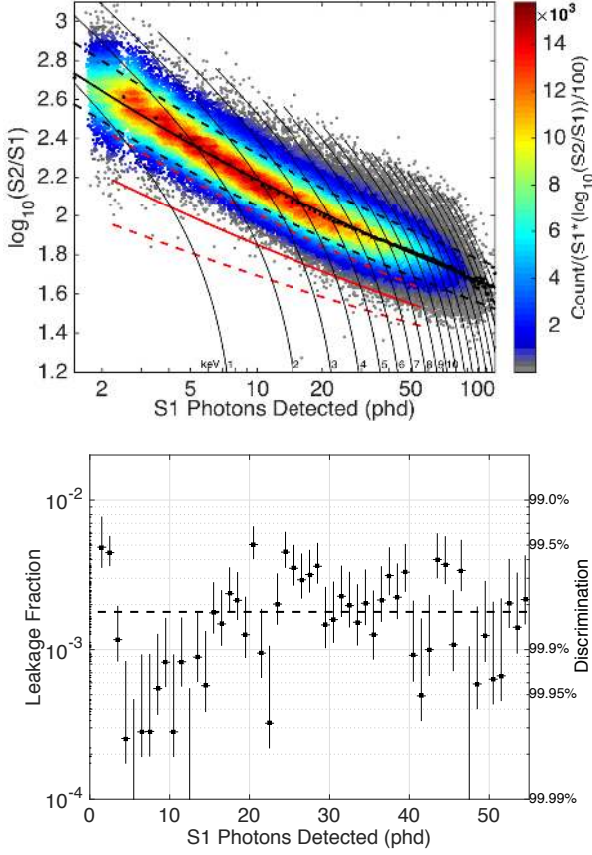 ×10³
3
2.8
2.6
2.4
2.2
2
1.8
1.6
1.4
1.2
log₁₀(S2/S1)
keV 1 2 3 4 5 6 7 8 9 10
2 5 10 20 50 100
S1 Photons Detected (phd)
14
12
10
8
6
4
2
Count/(S1*(log₁₀(S2/S1))/100)
10⁻²
10⁻³
10⁻⁴
Leakage Fraction
99.0%
99.5%
99.9%
99.95%
99.99%
Discrimination
0 10 20 30 40 50
S1 Photons Detected (phd)